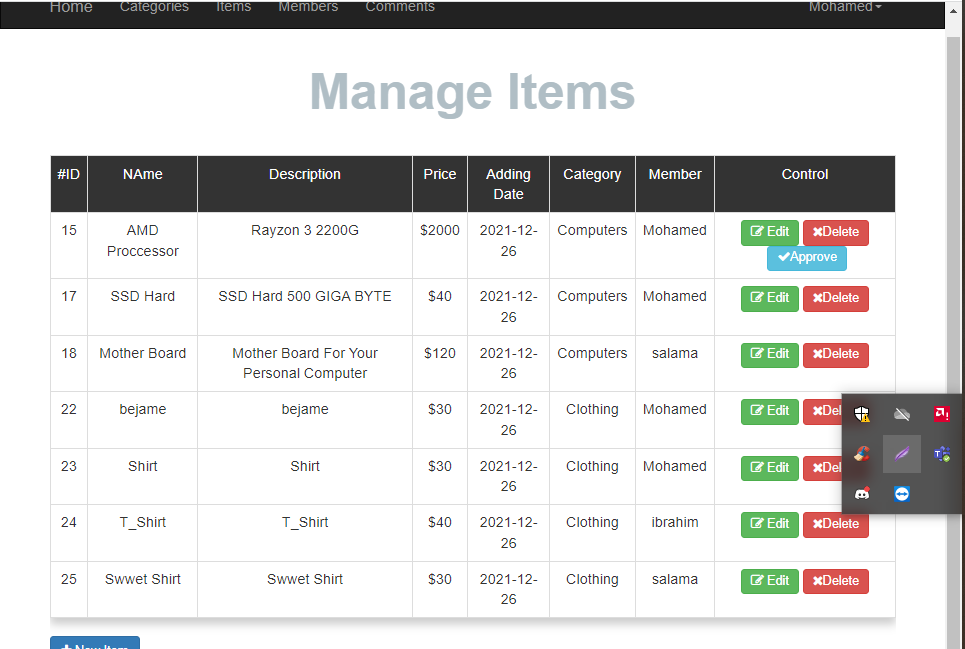 Home Categories Items Members Comments Mohamed
Manage Items
#ID NAme Description Price Adding Category Member Control
Date
15 AMD Rayzon 3 2200G $2000 2021-12- Computers Mohamed Edit Delete
Proccessor 26 Approve
17 SSD Hard SSD Hard 500 GIGA BYTE $40 2021-12- Computers Mohamed Edit Delete
26
18 Mother Board Mother Board For Your $120 2021-12- Computers salama Edit Delete
Personal Computer 26
22 bejame bejame $30 2021-12- Clothing Mohamed Edit Del
26
23 Shirt Shirt $30 2021-12- Clothing Mohamed Edit Del
26
24 T_Shirt T_Shirt $40 2021-12- Clothing ibrahim Edit Delete
26
25 Swwet Shirt Swwet Shirt $30 2021-12- Clothing salama Edit Delete
26
New Item